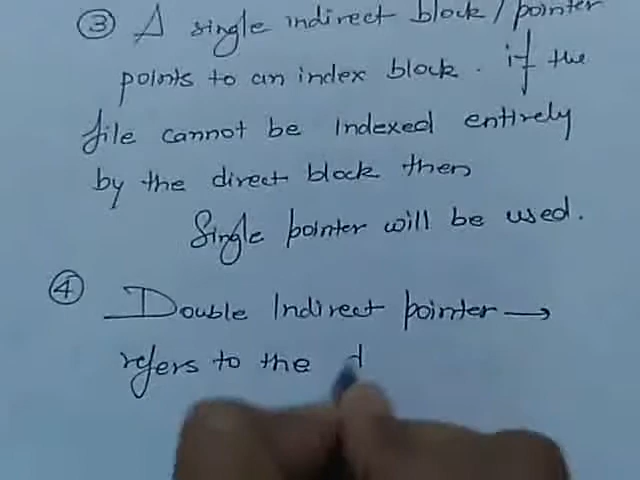 ③ A single indirect block/pointer
points to an index block. if the
file cannot be Indexed entirely
by the direct block then
Single pointer will be used.
④ Double Indirect pointer →
refers to the d